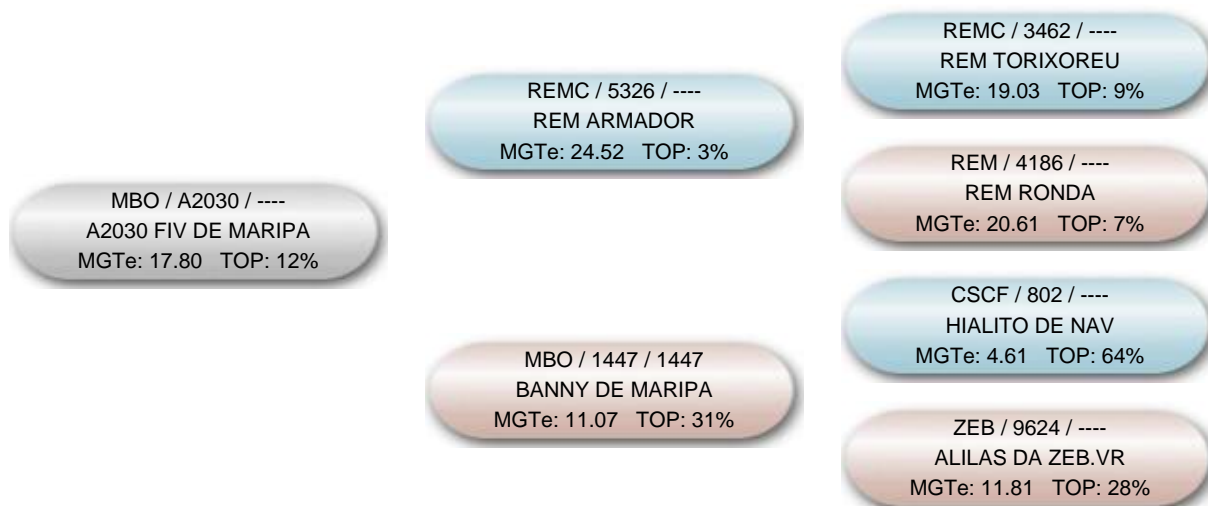 MBO / A2030 / ----
A2030 FIV DE MARIPA
MGTe: 17.80 TOP: 12%
REMC / 5326 / ----
REM ARMADOR
MGTe: 24.52 TOP: 3%
MBO / 1447 / 1447
BANNY DE MARIPA
MGTe: 11.07 TOP: 31%
REMC / 3462 / ----
REM TORIXOREU
MGTe: 19.03 TOP: 9%
REM / 4186 / ----
REM RONDA
MGTe: 20.61 TOP: 7%
CSCF / 802 / ----
HIALITO DE NAV
MGTe: 4.61 TOP: 64%
ZEB / 9624 / ----
ALILAS DA ZEB.VR
MGTe: 11.81 TOP: 28%